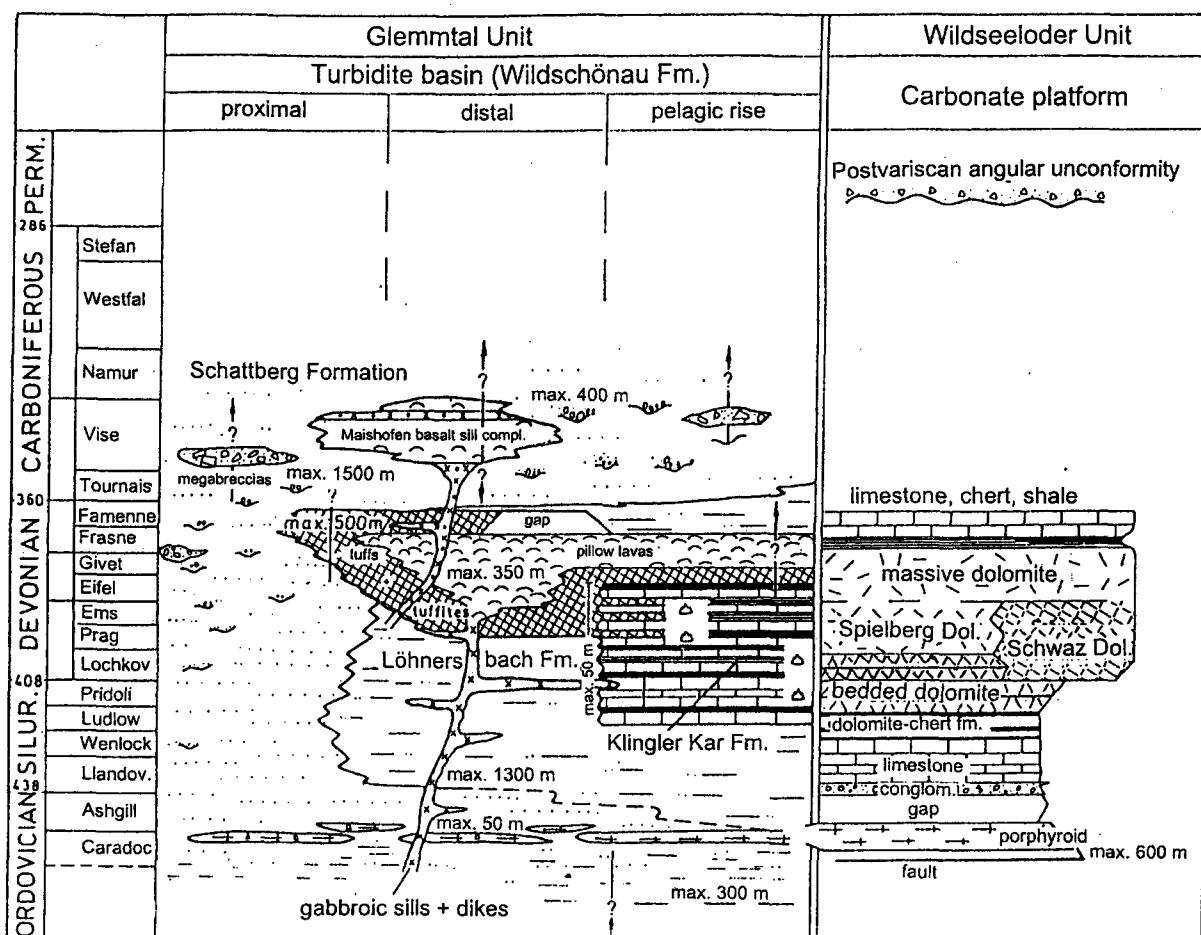 Glemmtal Unit
Wildseeloder Unit
Turbidite basin (Wildschönau Fm.)
Carbonate platform
proximal
distal
pelagic rise
PERM.
CARBONIFEROUS
DEVONIAN
SILUR.
ORDOVICIAN
286
360
408
438
Stefan
Westfal
Namur
Vise
Tournais
Famenne
Frasne
Givet
Eifel
Ems
Prag
Lochkov
Pridoli
Ludlow
Wenlock
Llandov.
Ashgill
Caradoc
Postvariscan angular unconformity
Schattberg Formation
?
?
max. 400 m
?
Maishofen basalt sill compl.
megabreccias
max. 1500 m
?
limestone, chert, shale
max. 500 m
gap
tuffs
pillow lavas
?
max. 350 m
massive dolomite
tuffites
Spielberg Dol.
Schwaz Dol.
Löhners bach Fm.
max. 50 m
bedded dolomite
dolomite-chert fm.
Klingler Kar Fm.
limestone
max. 1300 m
conglom.
gap
max. 50 m
porphyroid
max. 600 m
fault
max. 300 m
gabbroic sills + dikes
?